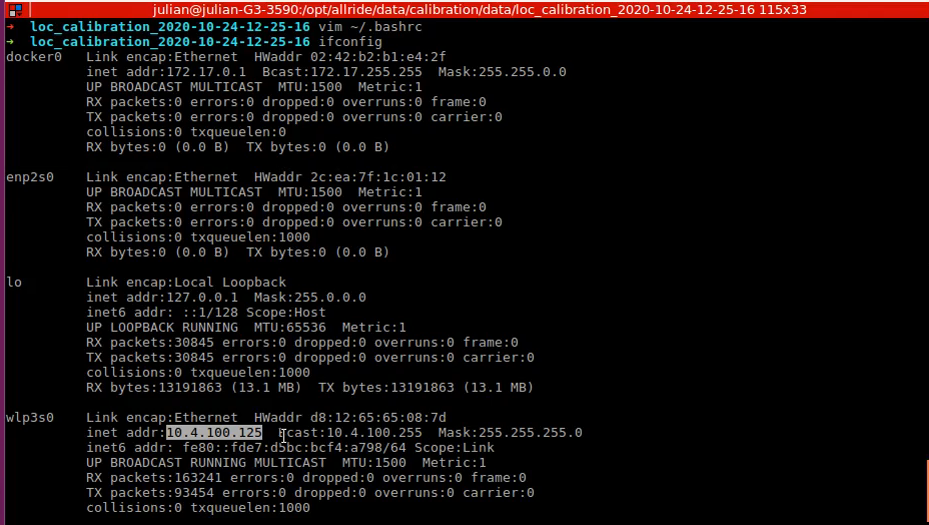 julian@julian-G3-3590:/opt/allride/data/calibration/data/loc_calibration_2020-10-24-12-25-16 115x33
➜  loc_calibration_2020-10-24-12-25-16 vim ~/.bashrc
➜  loc_calibration_2020-10-24-12-25-16 ifconfig
docker0   Link encap:Ethernet  HWaddr 02:42:b2:b1:e4:2f
          inet addr:172.17.0.1  Bcast:172.17.255.255  Mask:255.255.0.0
          UP BROADCAST MULTICAST  MTU:1500  Metric:1
          RX packets:0 errors:0 dropped:0 overruns:0 frame:0
          TX packets:0 errors:0 dropped:0 overruns:0 carrier:0
          collisions:0 txqueuelen:0
          RX bytes:0 (0.0 B)  TX bytes:0 (0.0 B)

enp2s0    Link encap:Ethernet  HWaddr 2c:ea:7f:1c:01:12
          UP BROADCAST MULTICAST  MTU:1500  Metric:1
          RX packets:0 errors:0 dropped:0 overruns:0 frame:0
          TX packets:0 errors:0 dropped:0 overruns:0 carrier:0
          collisions:0 txqueuelen:1000
          RX bytes:0 (0.0 B)  TX bytes:0 (0.0 B)

lo        Link encap:Local Loopback
          inet addr:127.0.0.1  Mask:255.0.0.0
          inet6 addr: ::1/128 Scope:Host
          UP LOOPBACK RUNNING  MTU:65536  Metric:1
          RX packets:30845 errors:0 dropped:0 overruns:0 frame:0
          TX packets:30845 errors:0 dropped:0 overruns:0 carrier:0
          collisions:0 txqueuelen:1000
          RX bytes:13191863 (13.1 MB)  TX bytes:13191863 (13.1 MB)

wlp3s0    Link encap:Ethernet  HWaddr d8:12:65:65:08:7d
          inet addr:10.4.100.125  Bcast:10.4.100.255  Mask:255.255.255.0
          inet6 addr: fe80::fde7:d5bc:bcf4:a798/64 Scope:Link
          UP BROADCAST RUNNING MULTICAST  MTU:1500  Metric:1
          RX packets:163241 errors:0 dropped:0 overruns:0 frame:0
          TX packets:93454 errors:0 dropped:0 overruns:0 carrier:0
          collisions:0 txqueuelen:1000